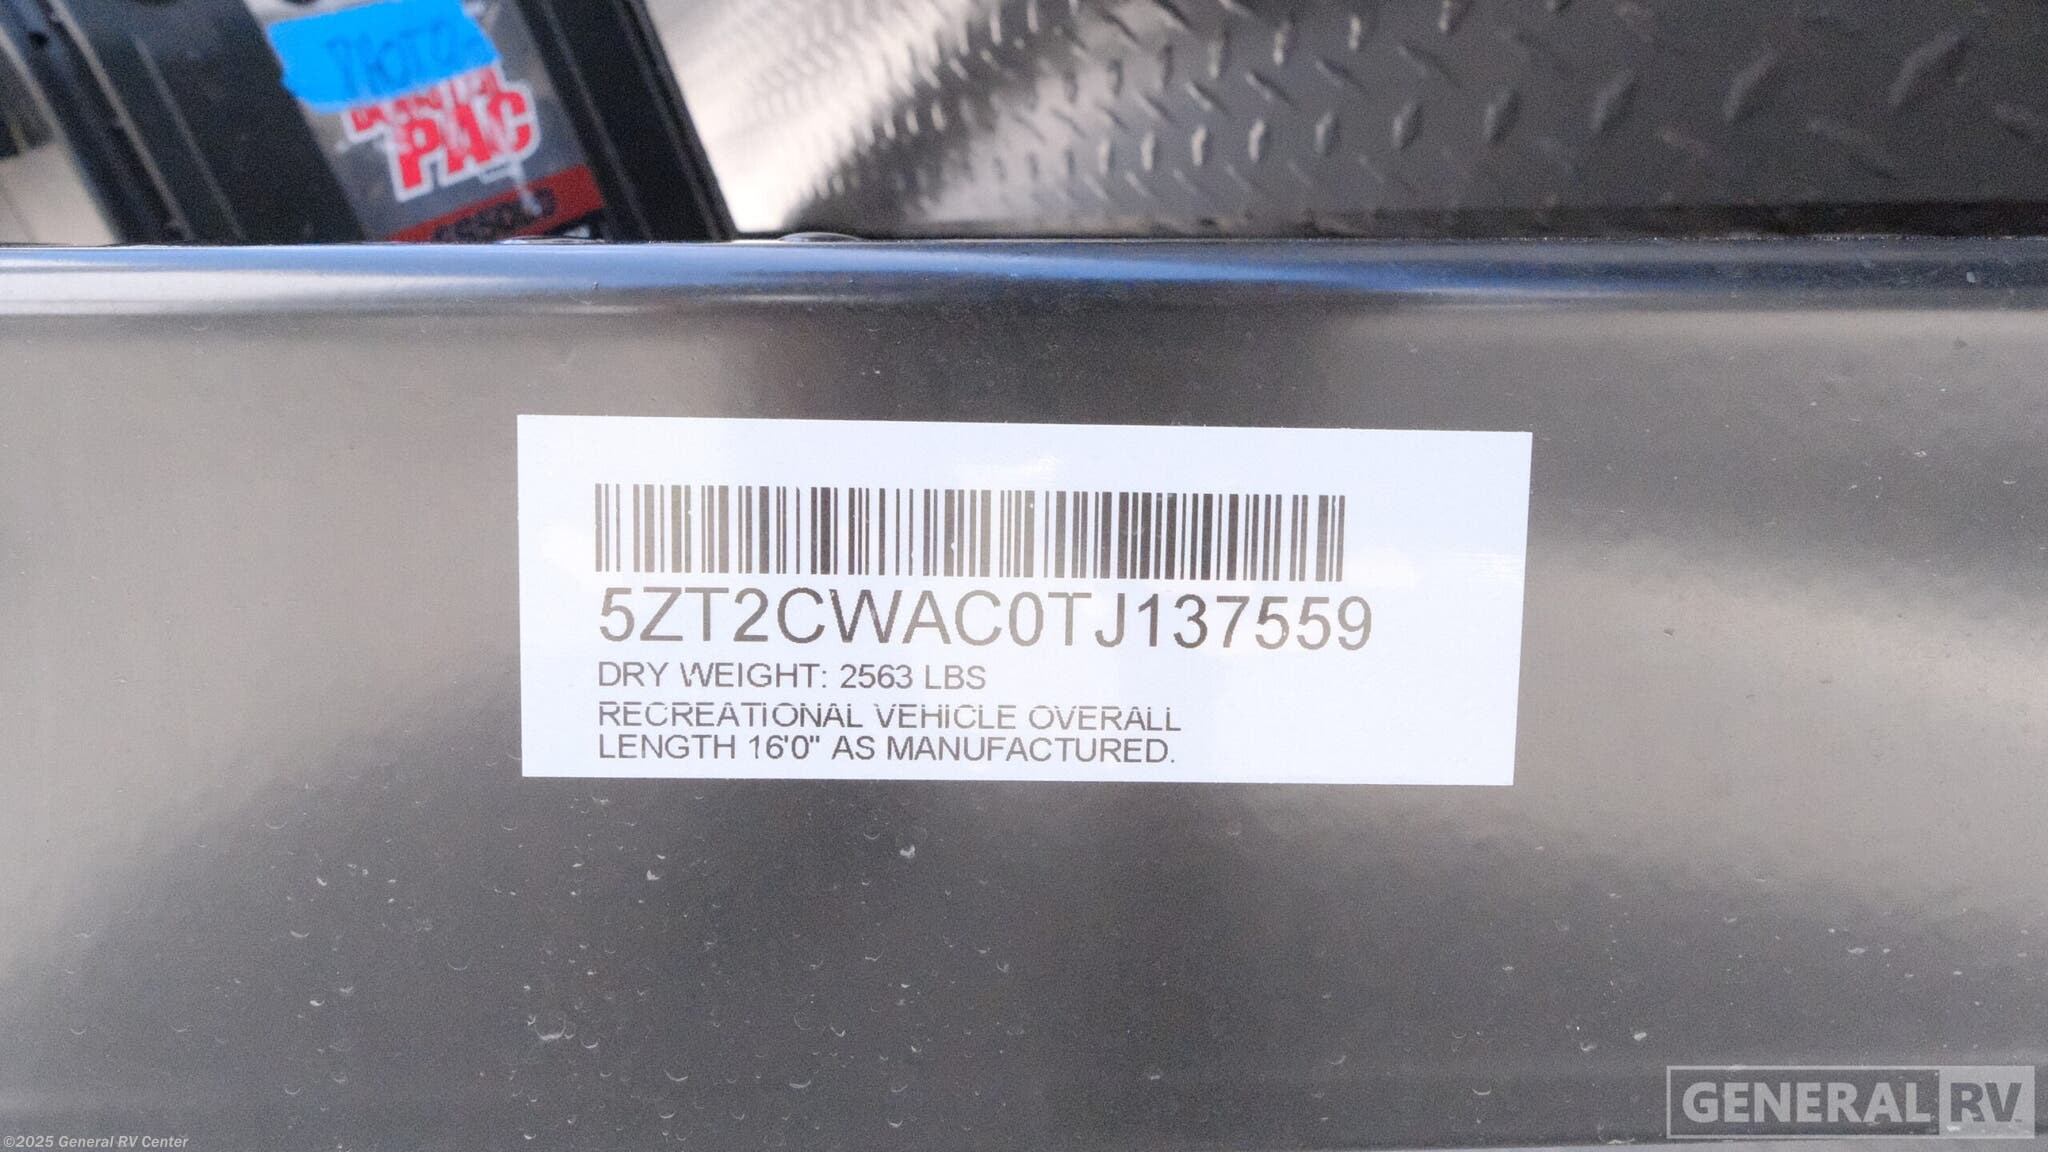 PHOTO
PAC
5ZT2CWAC0TJ137559
DRY WEIGHT: 2563 LBS
RECREATIONAL VEHICLE OVERALL
LENGTH 16'0" AS MANUFACTURED.
GENERAL RV
©2025 General RV Center